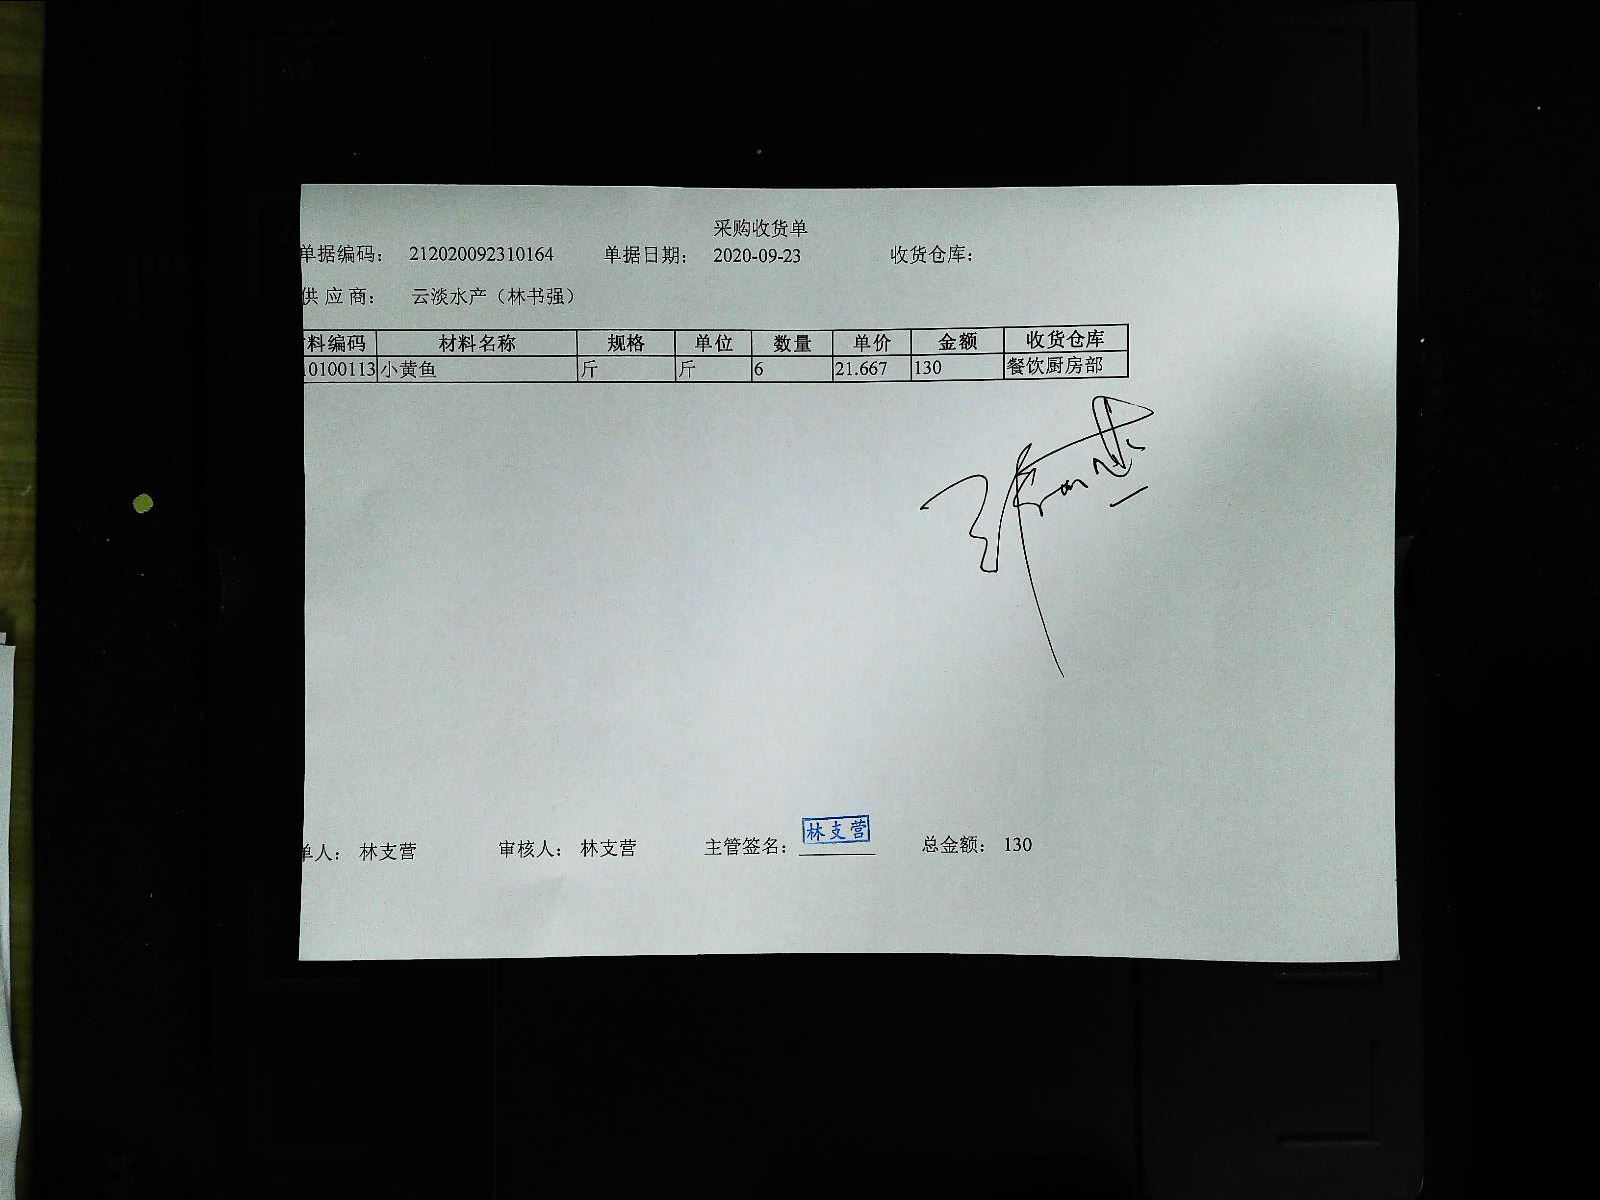 采购收货单
单据编码： 212020092310164 单据日期： 2020-09-23 收货仓库：
供 应 商： 云淡水产（林书强）
料编码 材料名称 规格 单位 数量 单价 金额 收货仓库
10100113 小黄鱼 斤 斤 6 21.667 130 餐饮厨房部
单人： 林支营 审核人： 林支营 主管签名： 林支营 总金额： 130